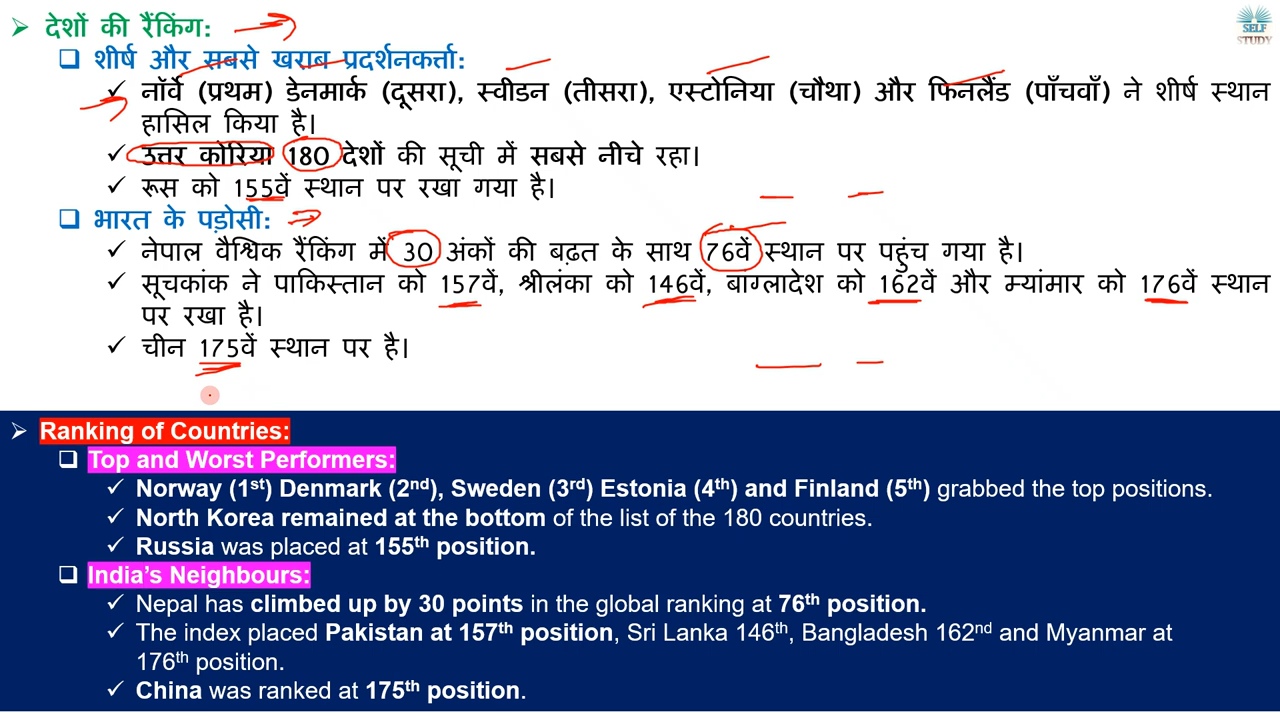 ➢ देशों की रैंकिंग:
❑ शीर्ष और सबसे खराब प्रदर्शनकर्त्ता:
✓ नॉर्वे (प्रथम) डेनमार्क (दूसरा), स्वीडन (तीसरा), एस्टोनिया (चौथा) और फिनलैंड (पाँचवाँ) ने शीर्ष स्थान
हासिल किया है।
✓ उत्तर कोरिया 180 देशों की सूची में सबसे नीचे रहा।
✓ रूस को 155वें स्थान पर रखा गया है।
❑ भारत के पड़ोसी:
✓ नेपाल वैश्विक रैंकिंग में 30 अंकों की बढ़त के साथ 76वें स्थान पर पहुंच गया है।
✓ सूचकांक ने पाकिस्तान को 157वें, श्रीलंका को 146वें, बाग्लादेश को 162वें और म्यांमार को 176वें स्थान
पर रखा है।
✓ चीन 175वें स्थान पर है।
SELF
STUDY
➢ Ranking of Countries:
❑ Top and Worst Performers:
✓ Norway (1st) Denmark (2nd), Sweden (3rd) Estonia (4th) and Finland (5th) grabbed the top positions.
✓ North Korea remained at the bottom of the list of the 180 countries.
✓ Russia was placed at 155th position.
❑ India’s Neighbours:
✓ Nepal has climbed up by 30 points in the global ranking at 76th position.
✓ The index placed Pakistan at 157th position, Sri Lanka 146th, Bangladesh 162nd and Myanmar at
176th position.
✓ China was ranked at 175th position.